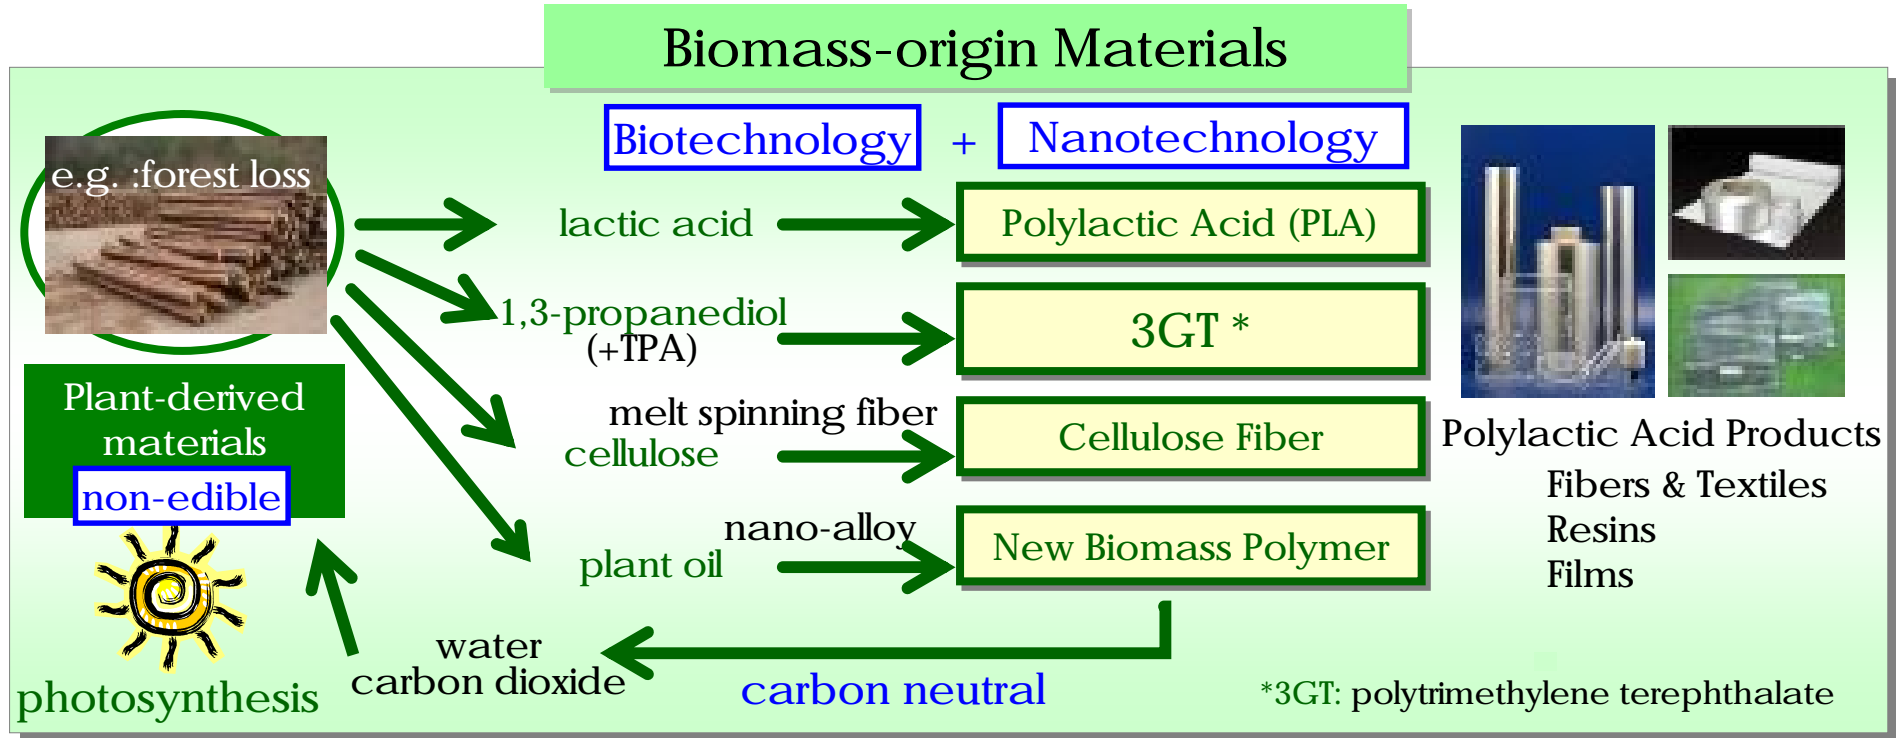 Biomass-origin Materials
Biotechnology + Nanotechnology
e.g. :forest loss
lactic acid
Polylactic Acid (PLA)
1,3-propanediol
(+TPA)
3GT *
Plant-derived
materials
non-edible
melt spinning fiber
cellulose
Cellulose Fiber
nano-alloy
plant oil
New Biomass Polymer
Polylactic Acid Products
Fibers & Textiles
Resins
Films
water
carbon dioxide
photosynthesis
carbon neutral
*3GT: polytrimethylene terephthalate